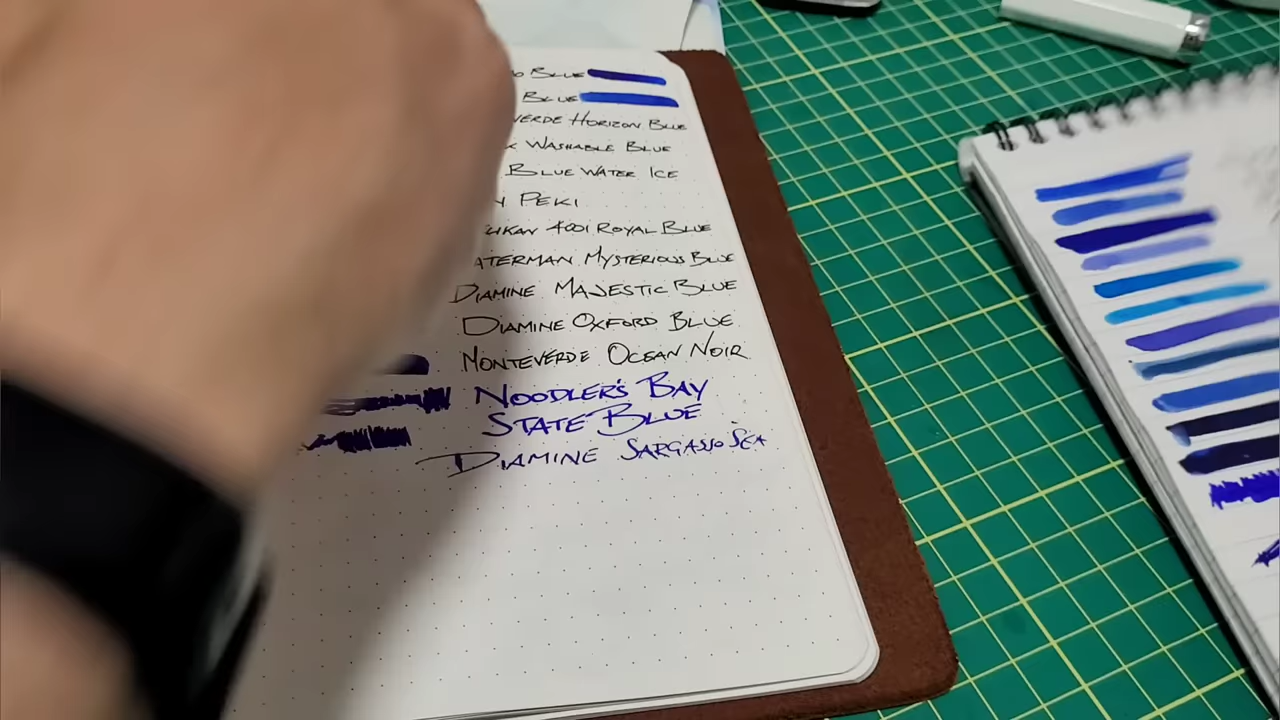 BLUE
BLUE
HORIZON BLUE
WASHABLE BLUE
BLUE WATER ICE
PEKI
4001 ROYAL BLUE
MYSTERIOUS BLUE
DIAMINE MAJESTIC BLUE
DIAMINE OXFORD BLUE
MONTEVERDE OCEAN NOIR
NOODLER'S BAY
STATE BLUE
DIAMINE SARGASSO SEA